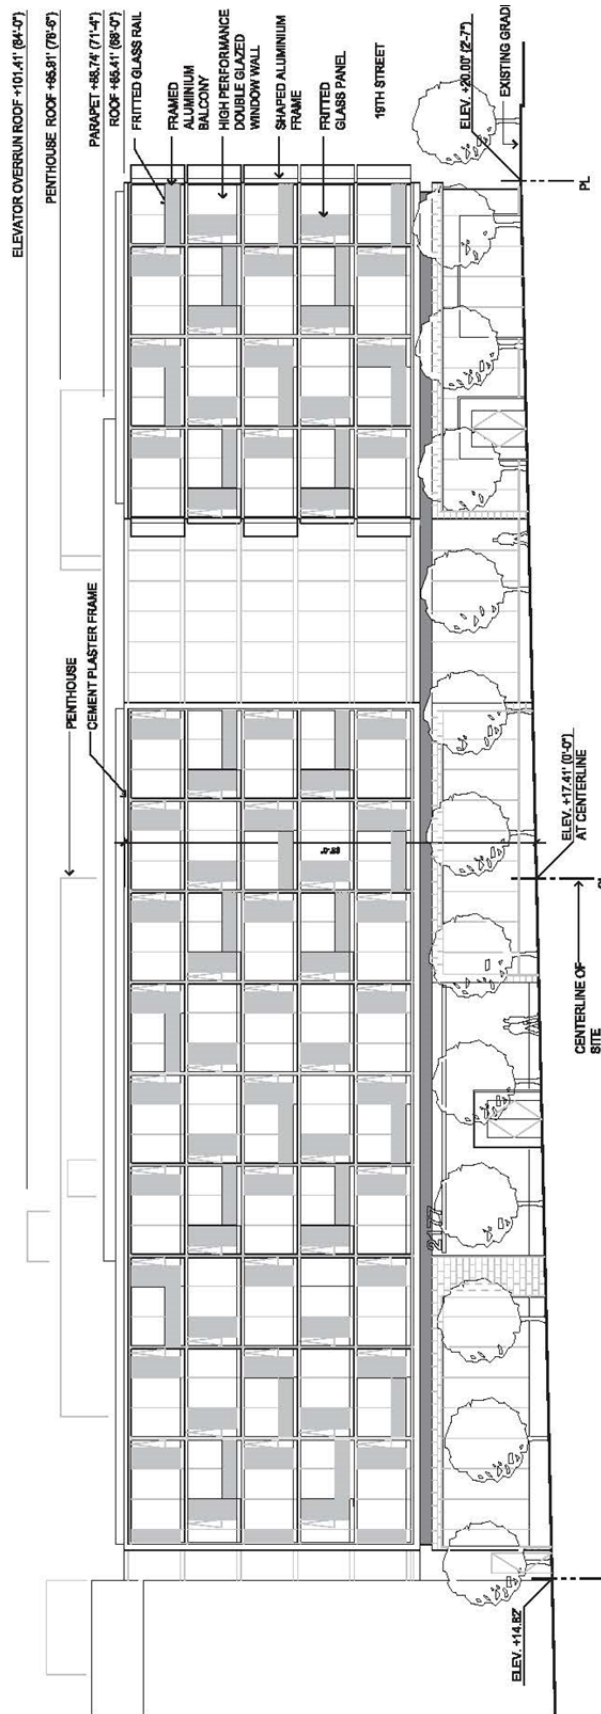 ELEVATOR OVERRUN ROOF +101.41' (84'-0")
PENTHOUSE ROOF +95.91' (78'-6")
PARAPET +88.74' (71'-4")
ROOF +85.41' (68'-0")
FRITTED GLASS RAIL
FRAMED
ALUMINIUM
BALCONY
HIGH PERFORMANCE
DOUBLE GLAZED
WINDOW WALL
SHAPED ALUMINIUM
FRAME
FRITTED
GLASS PANEL
19TH STREET
ELEV. +20.00' (2'-7")
EXISTING GRAD
PL
PENTHOUSE
CEMENT PLASTER FRAME
ELEV. +17.41' (0'-0")
AT CENTERLINE
CENTERLINE OF
SITE
2177
ELEV. +14.82'